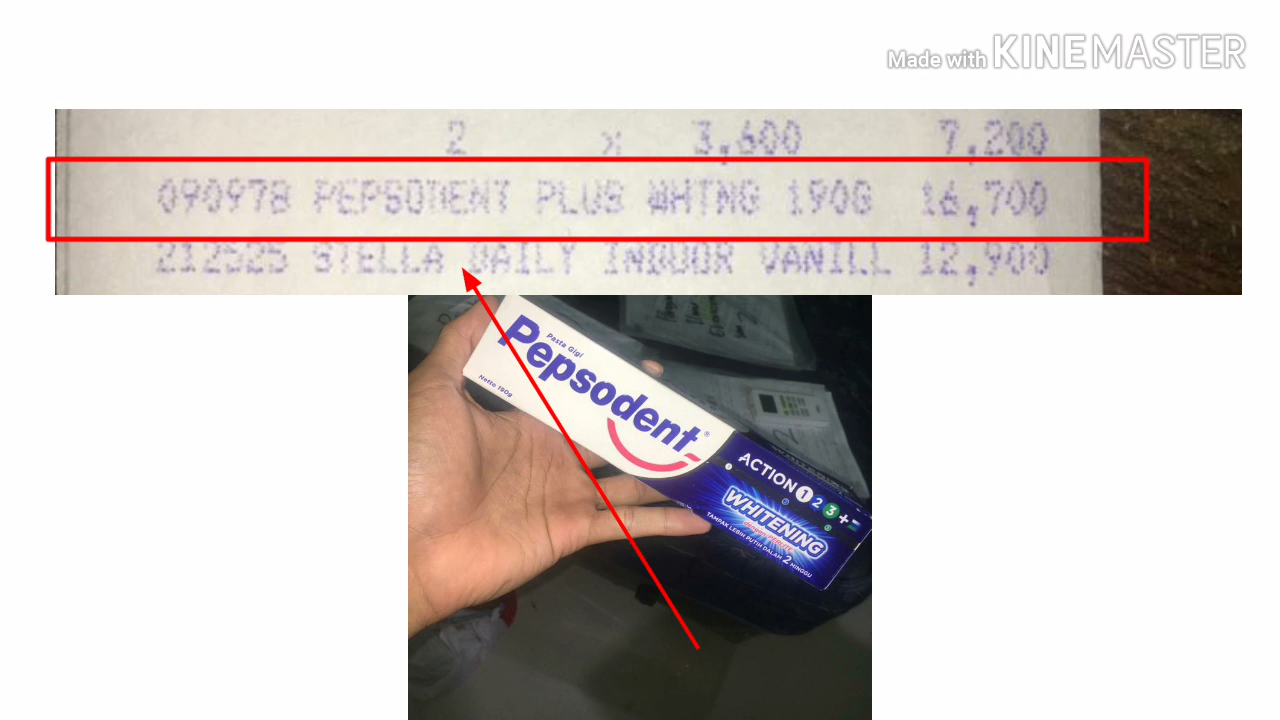 Made with KINEMASTER
2 x 3,600 7,200
090978 PEPSODENT PLUS WHTNG 190G 16,700
212525 STELLA DAILY INDOOR VANILL 12,900
Pasta Gigi
Pepsodent®
Netto 190g
ACTION 1 2 3 +
WHITENING
TAMPAK LEBIH PUTIH DALAM 2 MINGGU